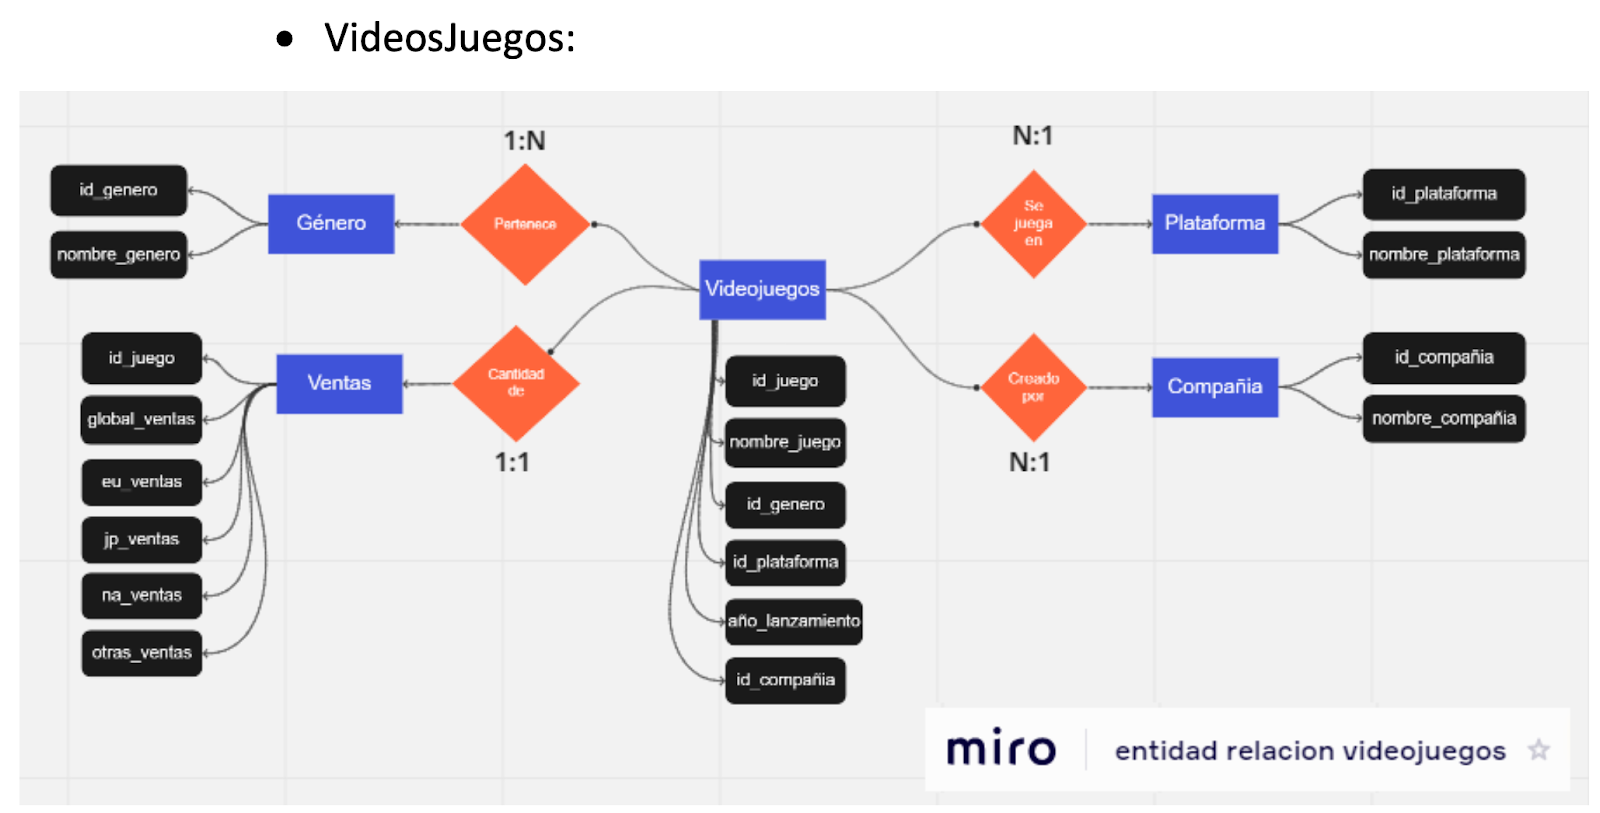 • VideosJuegos:
1:N
N:1
id_genero
nombre_genero
Género
Pertenece
Se
juega
en
Plataforma
id_plataforma
nombre_plataforma
Videojuegos
id_juego
global_ventas
eu_ventas
jp_ventas
na_ventas
otras_ventas
Ventas
Cantidad
de
1:1
id_juego
nombre_juego
id_genero
id_plataforma
año_lanzamiento
id_compañia
Creado
por
N:1
Compañia
id_compañia
nombre_compañia
miro
entidad relacion videojuegos